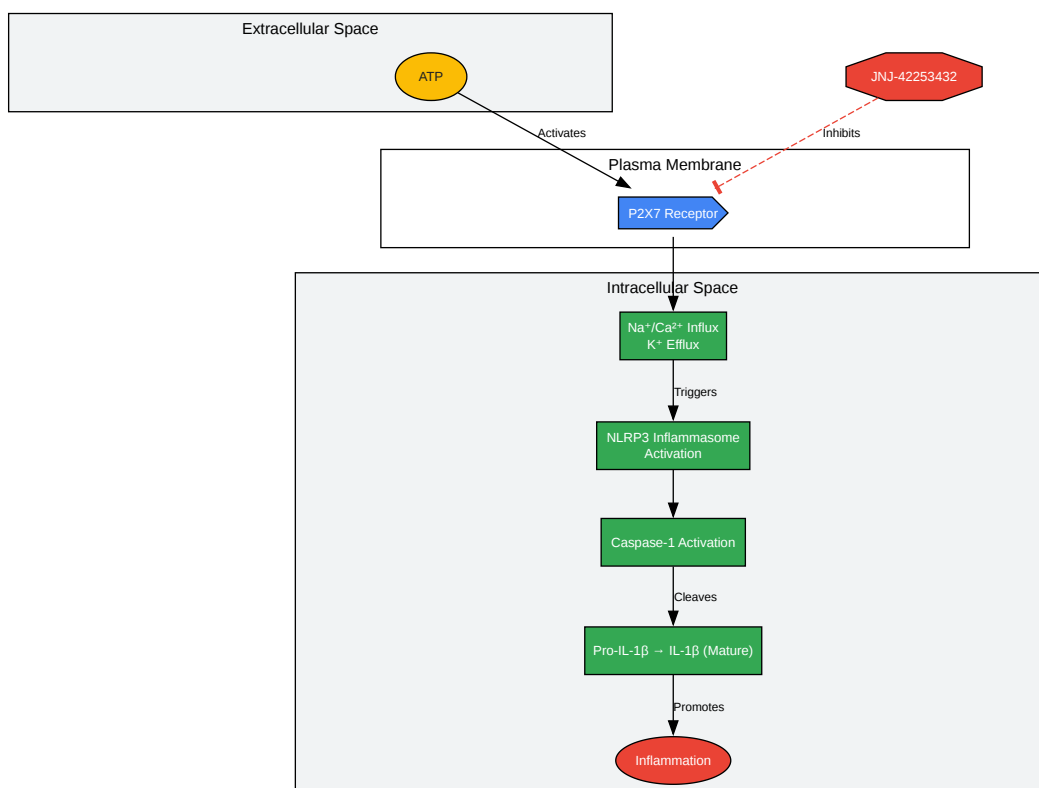 Extracellular Space
ATP
JNJ-42253432
Activates
Inhibits
Plasma Membrane
P2X7 Receptor
Intracellular Space
Na⁺/Ca²⁺ Influx
K⁺ Efflux
Triggers
NLRP3 Inflammasome
Activation
Caspase-1 Activation
Cleaves
Pro-IL-1β → IL-1β (Mature)
Promotes
Inflammation